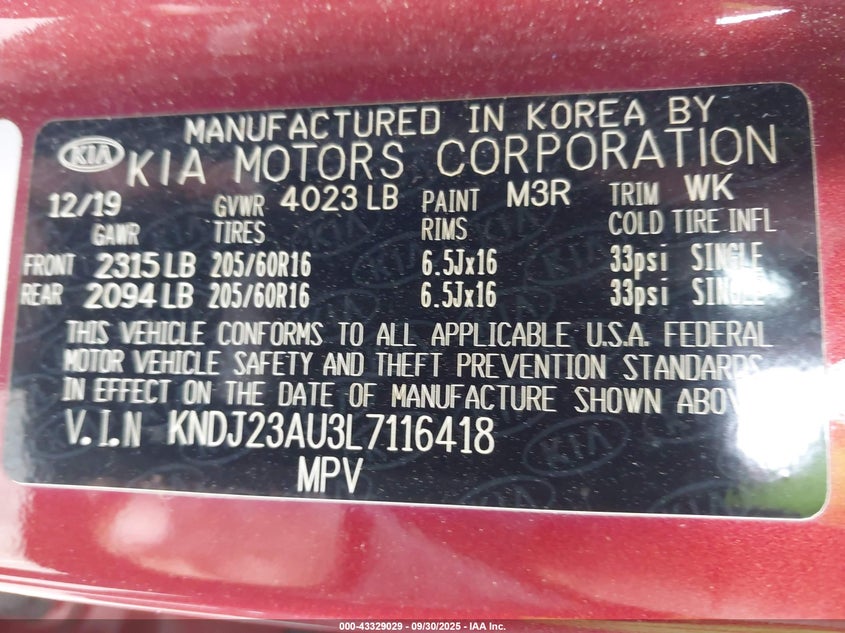 MANUFACTURED IN KOREA BY
KIA KIA MOTORS CORPORATION
12/19 GVWR 4023 LB PAINT M3R TRIM WK
GAWR TIRES RIMS COLD TIRE INFL
FRONT 2315 LB 205/60R16 6.5Jx16 33psi SINGLE
REAR 2094 LB 205/60R16 6.5Jx16 33psi SINGLE
THIS VEHICLE CONFORMS TO ALL APPLICABLE U.S.A. FEDERAL
MOTOR VEHICLE SAFETY AND THEFT PREVENTION STANDARDS
IN EFFECT ON THE DATE OF MANUFACTURE SHOWN ABOVE
V.I.N KNDJ23AU3L7116418
MPV
000-43329029 - 09/30/2025 - IAA Inc.